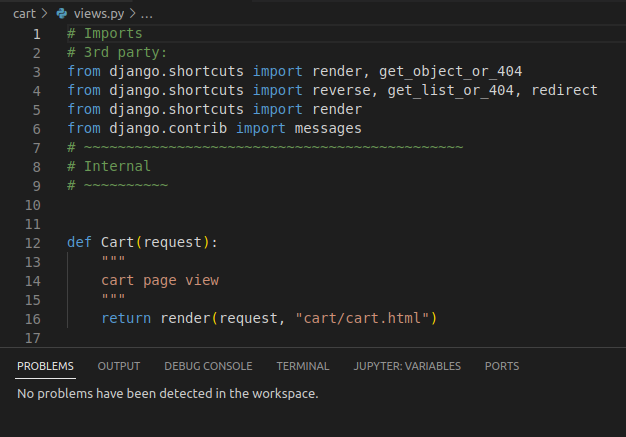 cart > views.py > ...
1 # Imports
2 # 3rd party:
3 from django.shortcuts import render, get_object_or_404
4 from django.shortcuts import reverse, get_list_or_404, redirect
5 from django.shortcuts import render
6 from django.contrib import messages
7 # ~~~~~~~~~~~~~~~~~~~~~~~~~~~~~~~~~~~~~~~~~~~~~
8 # Internal
9 # ~~~~~~~~~~
10
11
12 def Cart(request):
13     """
14     cart page view
15     """
16     return render(request, "cart/cart.html")
17
PROBLEMS OUTPUT DEBUG CONSOLE TERMINAL JUPYTER: VARIABLES PORTS
No problems have been detected in the workspace.